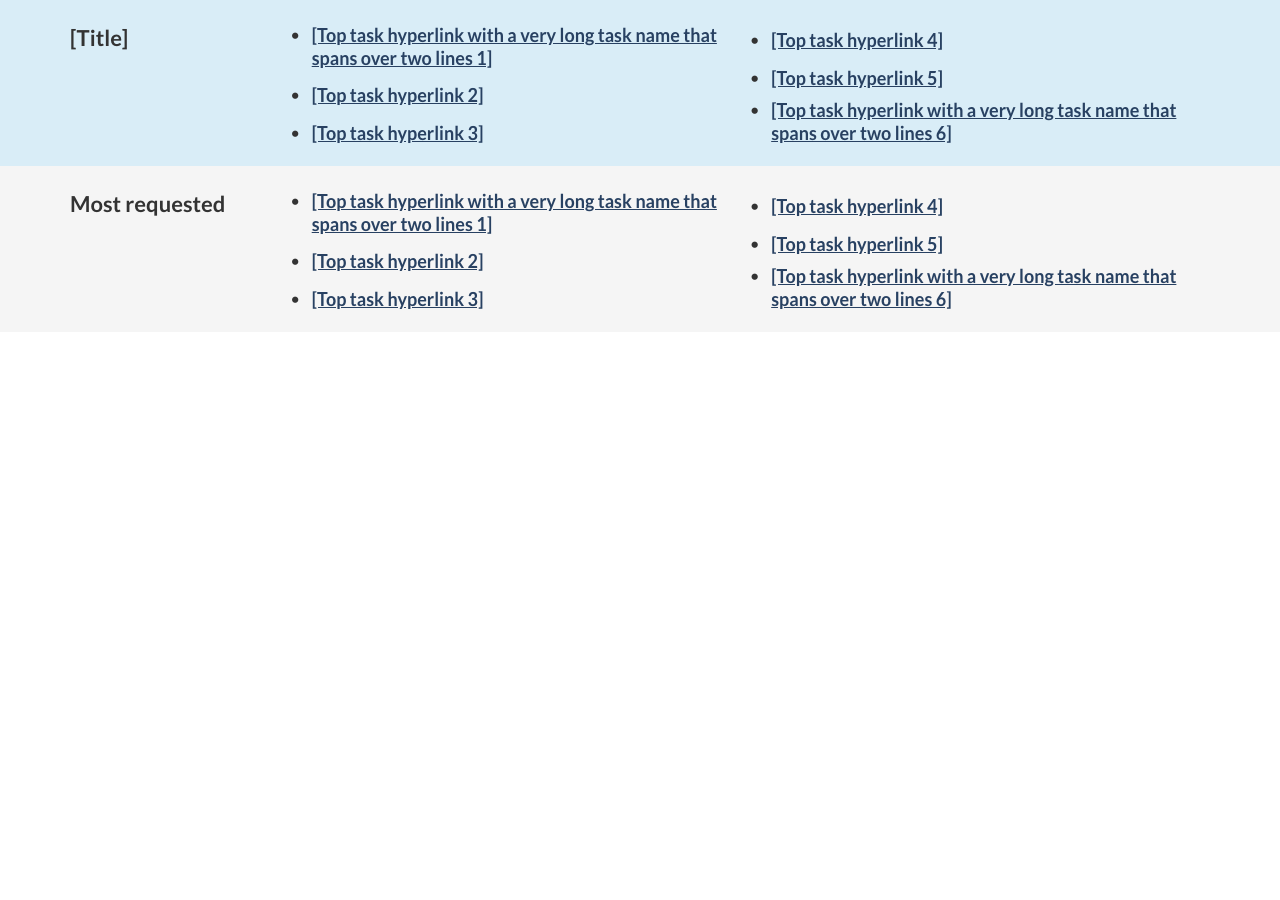 [Title]
• [Top task hyperlink with a very long task name that
spans over two lines 1]
• [Top task hyperlink 2]
• [Top task hyperlink 3]
• [Top task hyperlink 4]
• [Top task hyperlink 5]
• [Top task hyperlink with a very long task name that
spans over two lines 6]
Most requested
• [Top task hyperlink with a very long task name that
spans over two lines 1]
• [Top task hyperlink 2]
• [Top task hyperlink 3]
• [Top task hyperlink 4]
• [Top task hyperlink 5]
• [Top task hyperlink with a very long task name that
spans over two lines 6]